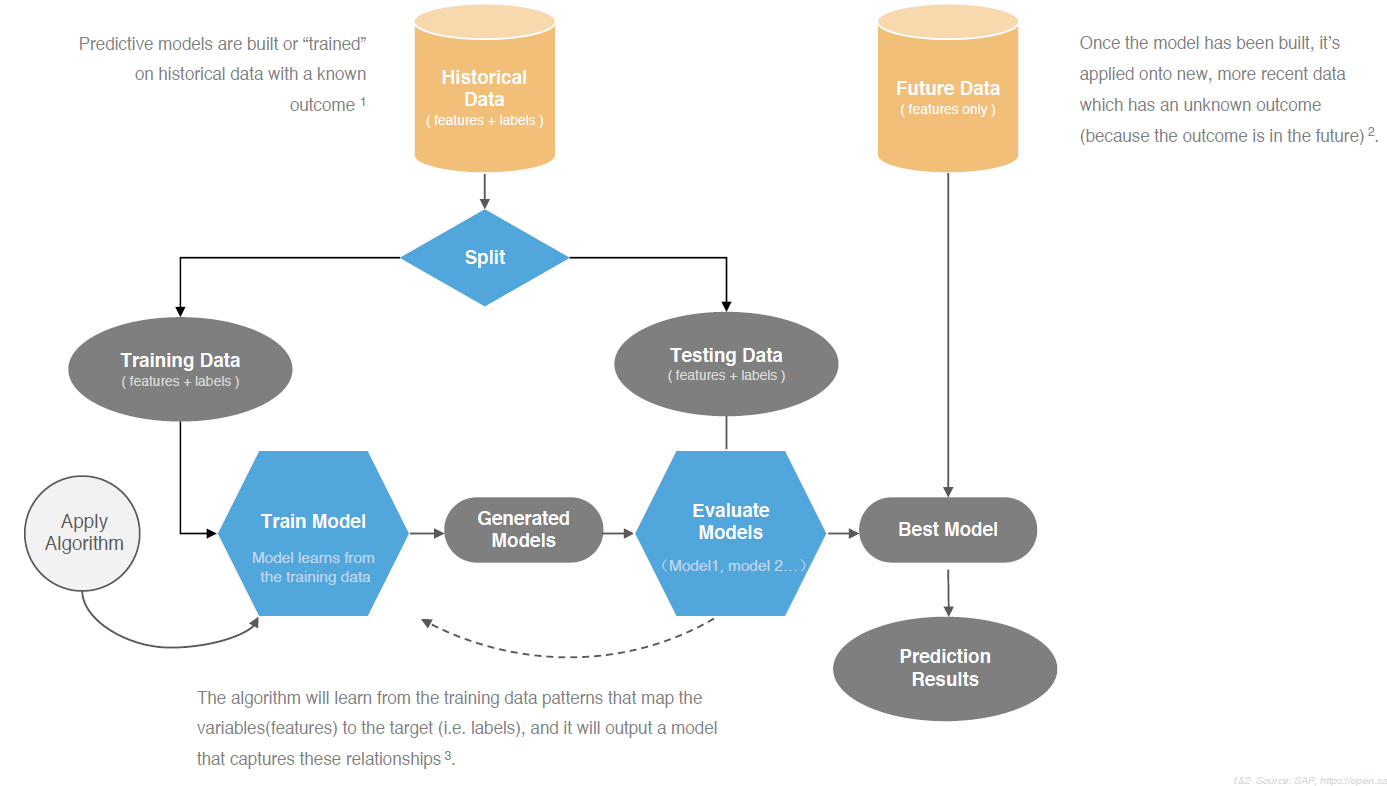 Predictive models are built or “trained”
on historical data with a known
outcome 1
Historical
Data
( features + labels )
Future Data
( features only )
Once the model has been built, it’s
applied onto new, more recent data
which has an unknown outcome
(because the outcome is in the future) 2.
Split
Training Data
( features + labels )
Testing Data
( features + labels )
Apply
Algorithm
Train Model
Model learns from
the training data
Generated
Models
Evaluate
Models
（Model1, model 2…）
Best Model
Prediction
Results
The algorithm will learn from the training data patterns that map the
variables(features) to the target (i.e. labels), and it will output a model
that captures these relationships 3.
1&2 Source: SAP, https://open.sa